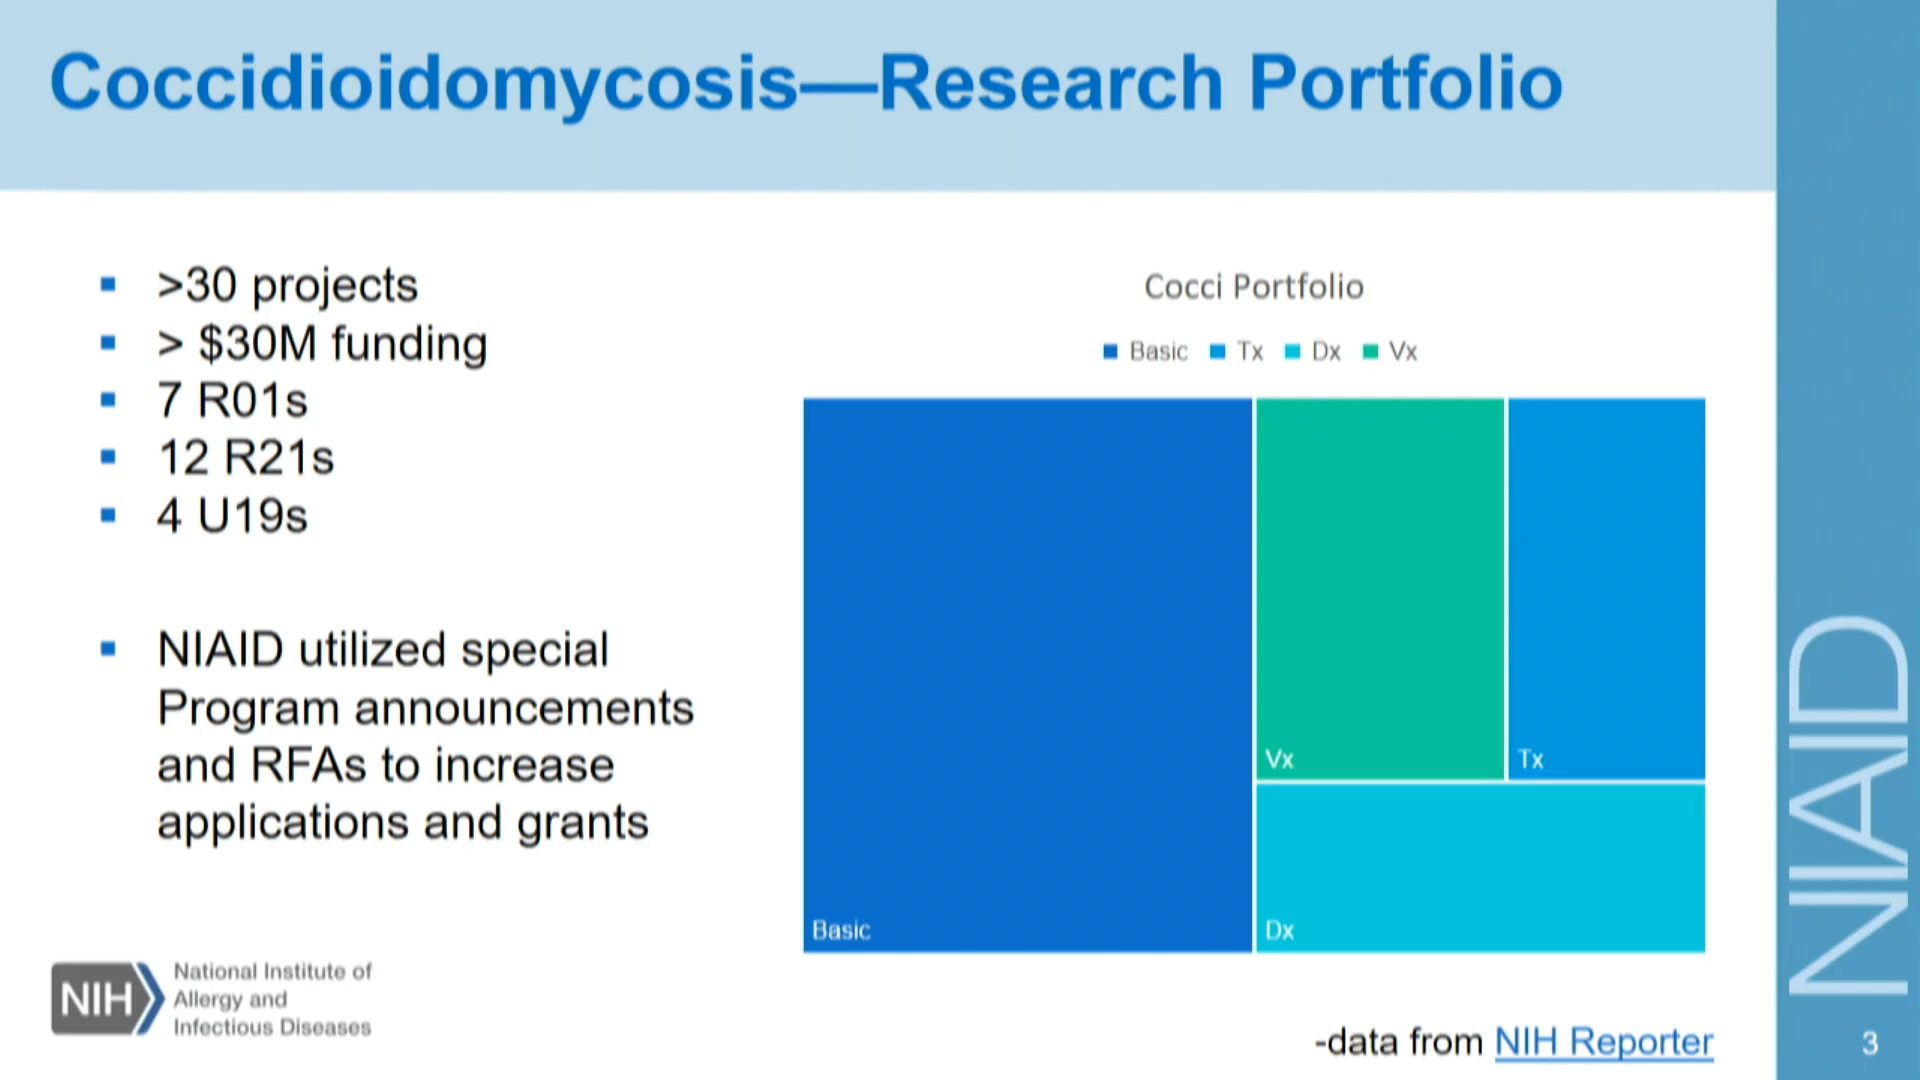 Coccidioidomycosis—Research Portfolio
>30 projects
> $30M funding
7 R01s
12 R21s
4 U19s
NIAID utilized special
Program announcements
and RFAs to increase
applications and grants
Cocci Portfolio
Basic Tx Dx Vx
Vx
Tx
Basic
Dx
NIH
National Institute of
Allergy and
Infectious Diseases
-data from NIH Reporter
NIAID
3